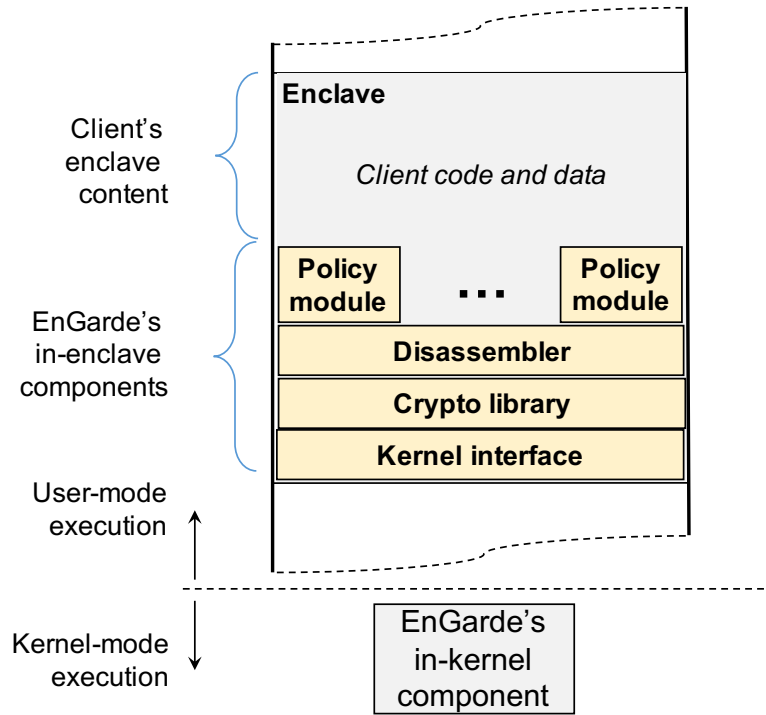 Enclave
Client's
enclave
content
Client code and data
Policy
module
...
Policy
module
EnGarde's
in-enclave
components
Disassembler
Crypto library
Kernel interface
User-mode
execution
Kernel-mode
execution
EnGarde's
in-kernel
component